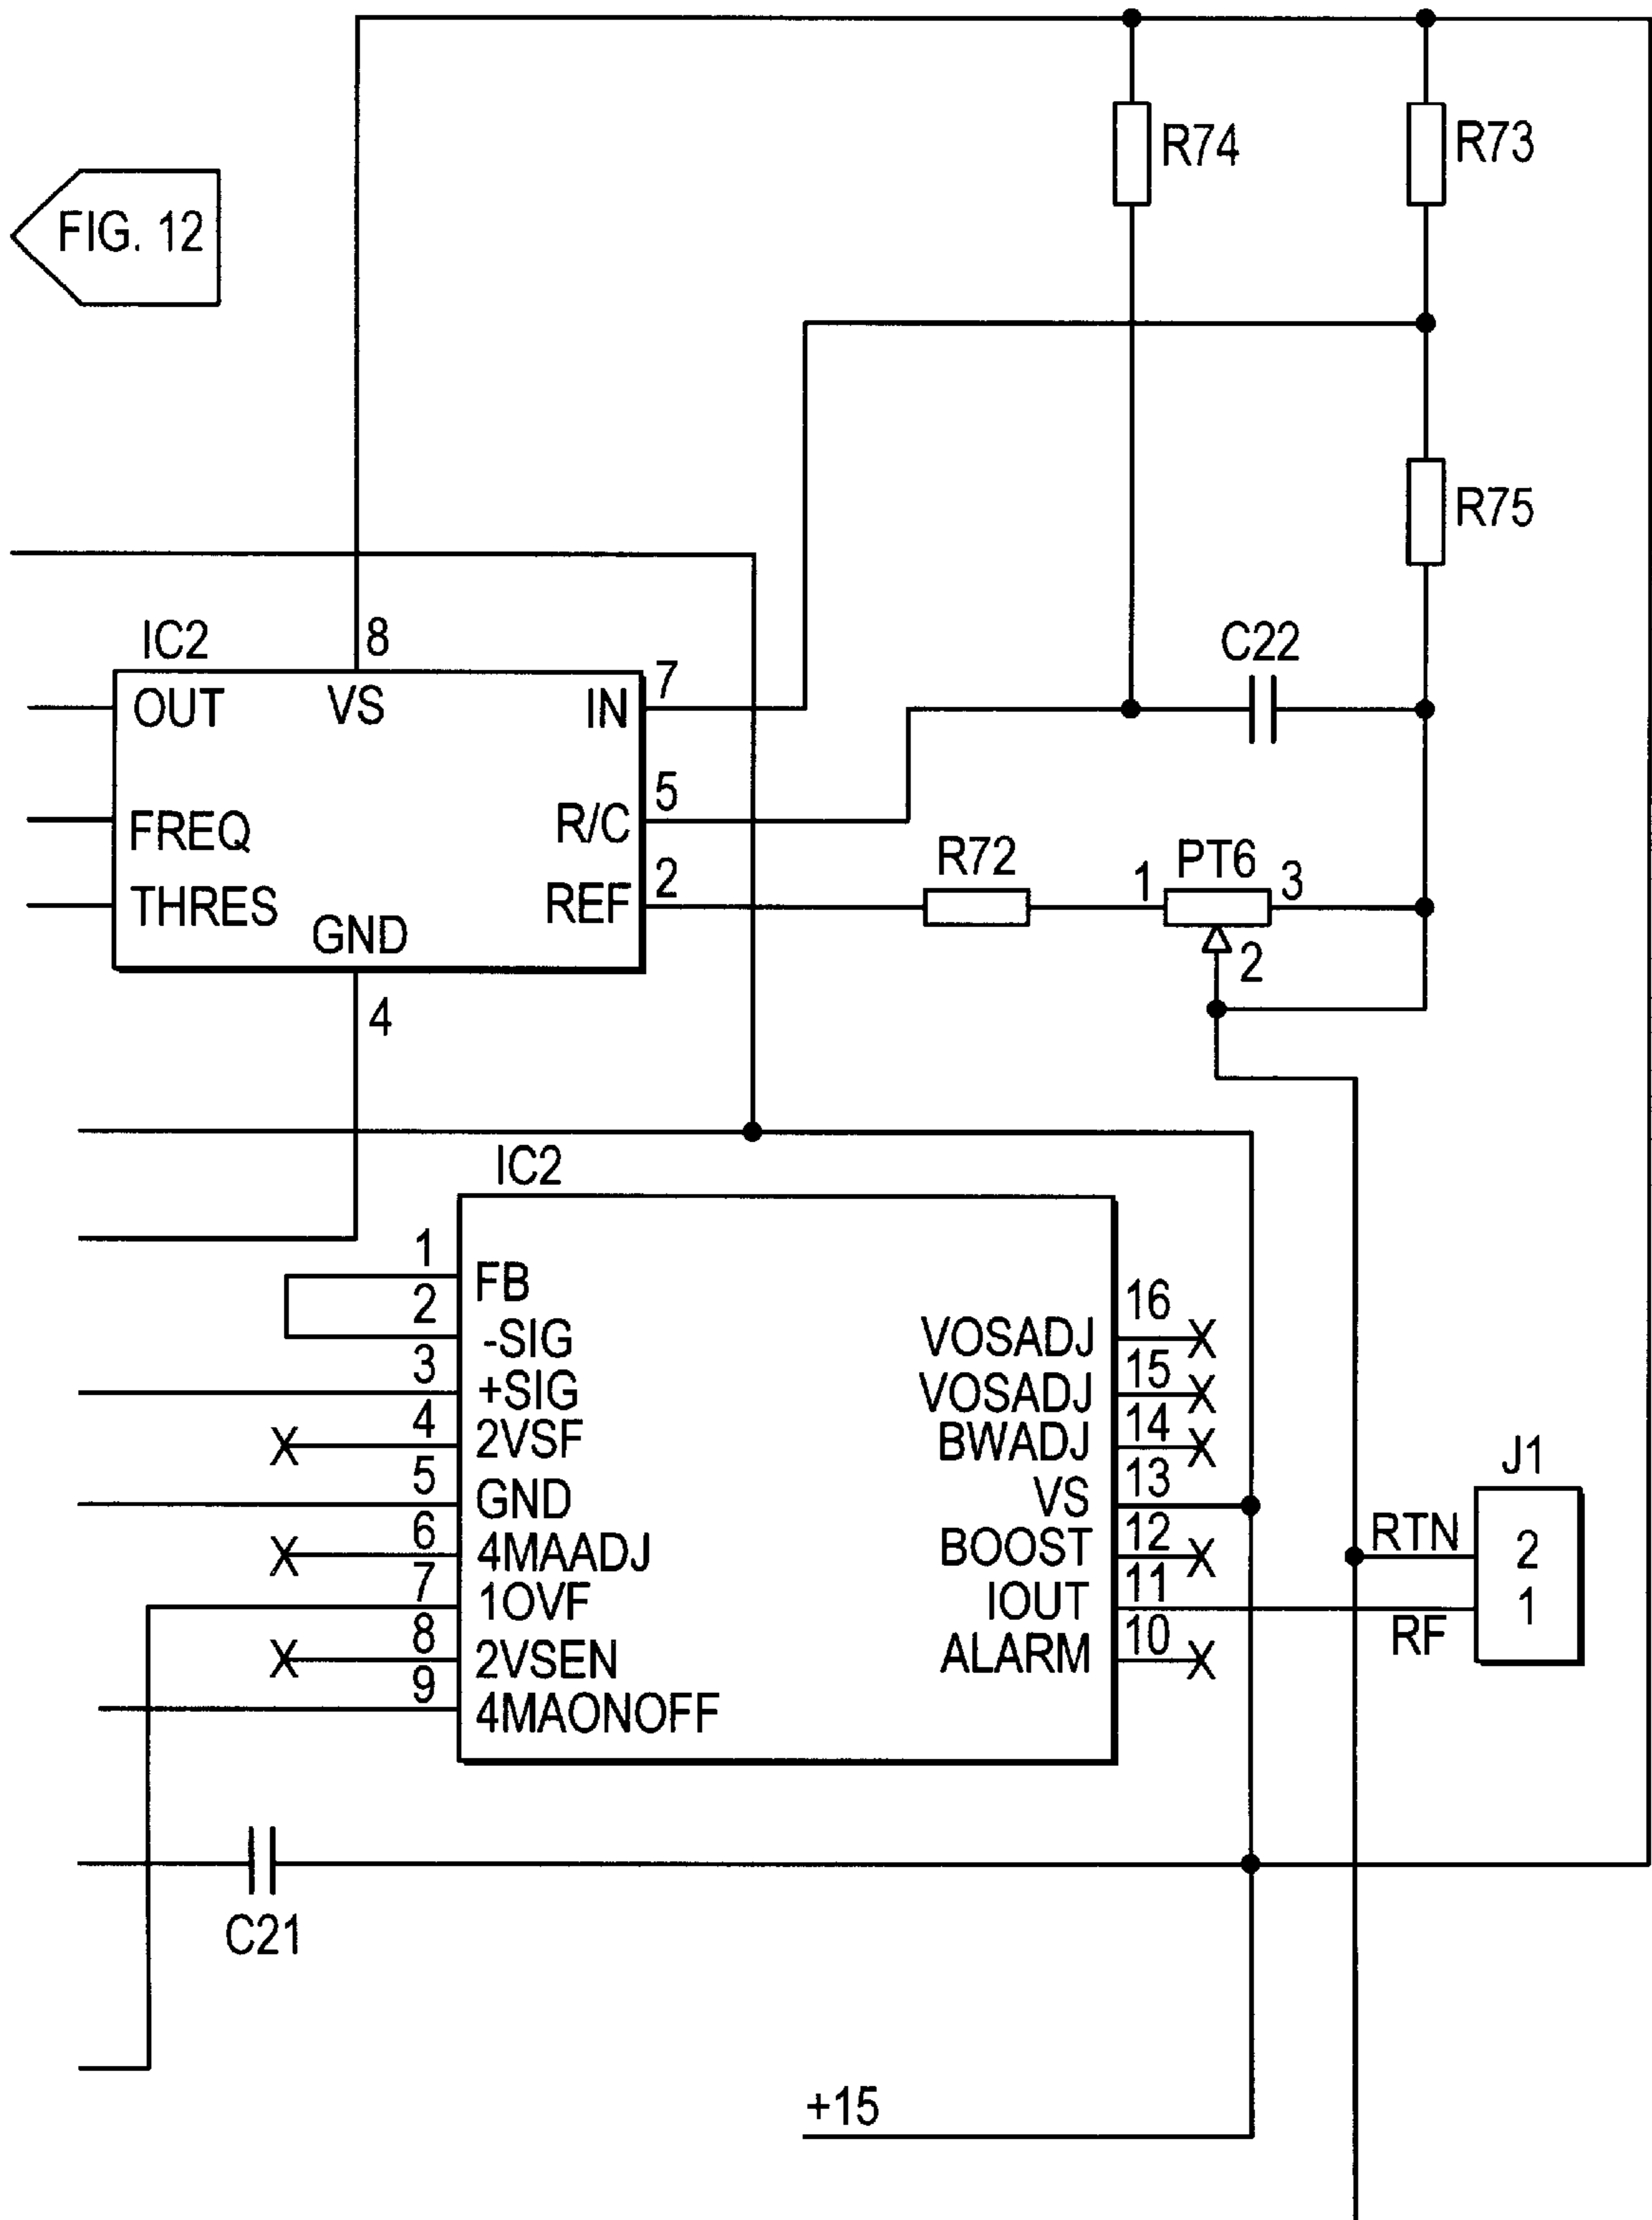 R74
R73
FIG. 12
R75
IC2
8
C22
OUT
VS
IN
7
FREQ
R/C
5
R72
PT6
THRES
REF
2
1
3
GND
2
4
IC2
1
FB
2
-SIG
3
+SIG
4
2VSF
5
GND
6
4MAADJ
7
1OVF
8
2VSEN
9
4MAONOFF
16
VOSADJ
15
VOSADJ
14
BWADJ
13
VS
12
BOOST
11
IOUT
10
ALARM
J1
RTN
2
1
RF
C21
+15